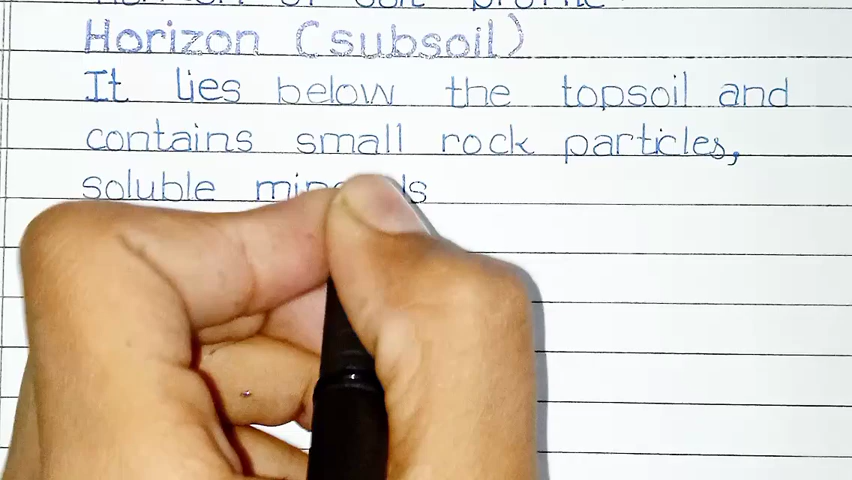 Horizon (subsoil)
It lies below the topsoil and
contains small rock particles,
soluble